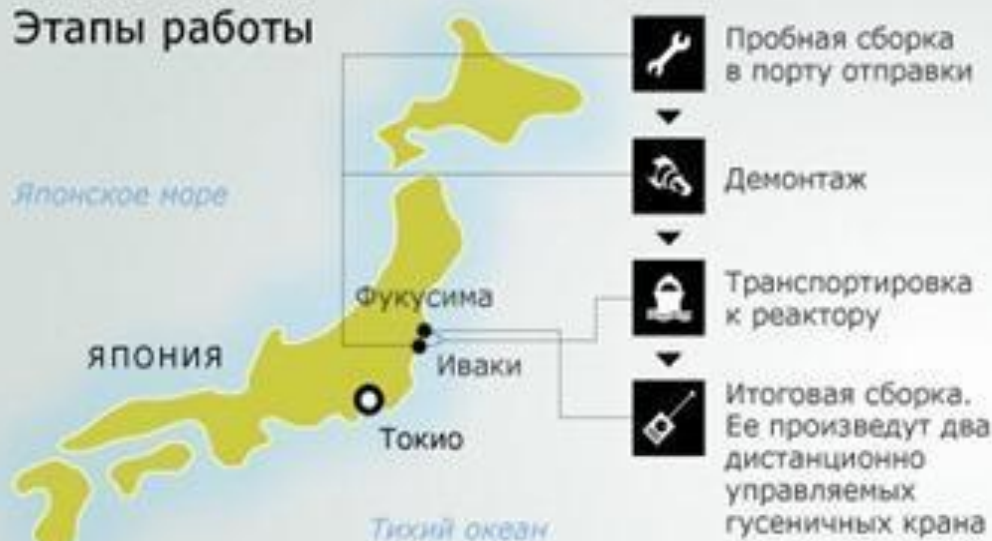 Этапы работы
Пробная сборка
в порту отправки
Японское море
Демонтаж
Фукусима
Транспортировка
к реактору
ЯПОНИЯ
Иваки
Токио
Итоговая сборка.
Ее произведут два
дистанционно
управляемых
гусеничных крана
Тихий океан